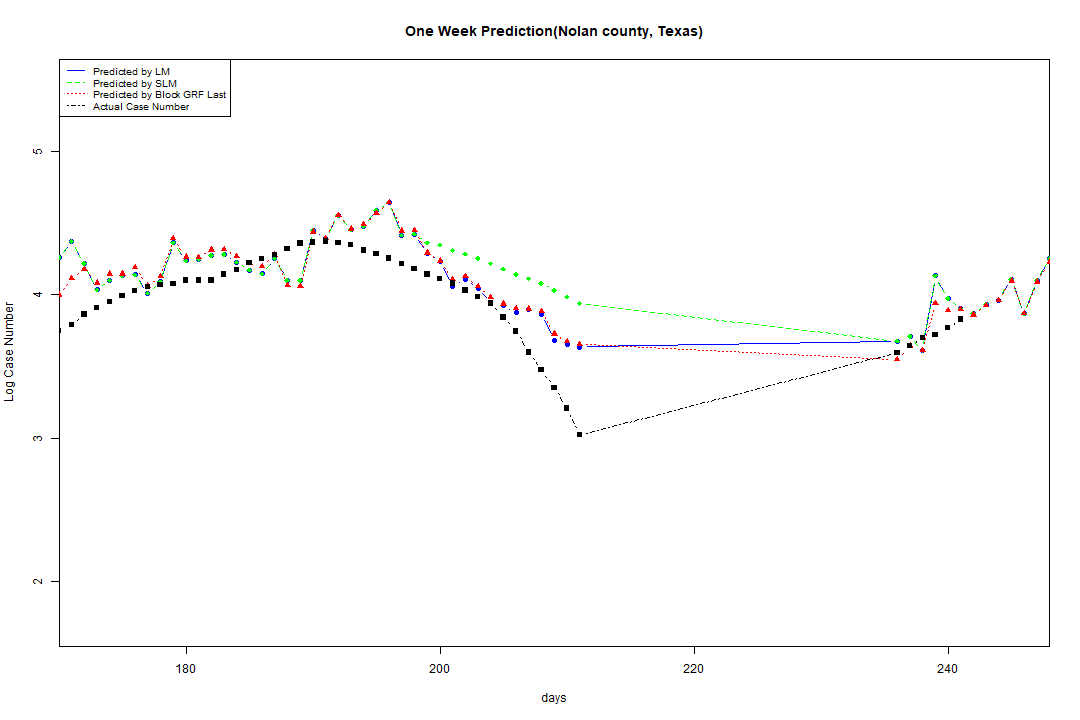 One Week Prediction(Nolan county, Texas)
Predicted by LM
Predicted by SLM
Predicted by Block GRF Last
Actual Case Number
5
4
3
2
Log Case Number
180
200
220
240
days